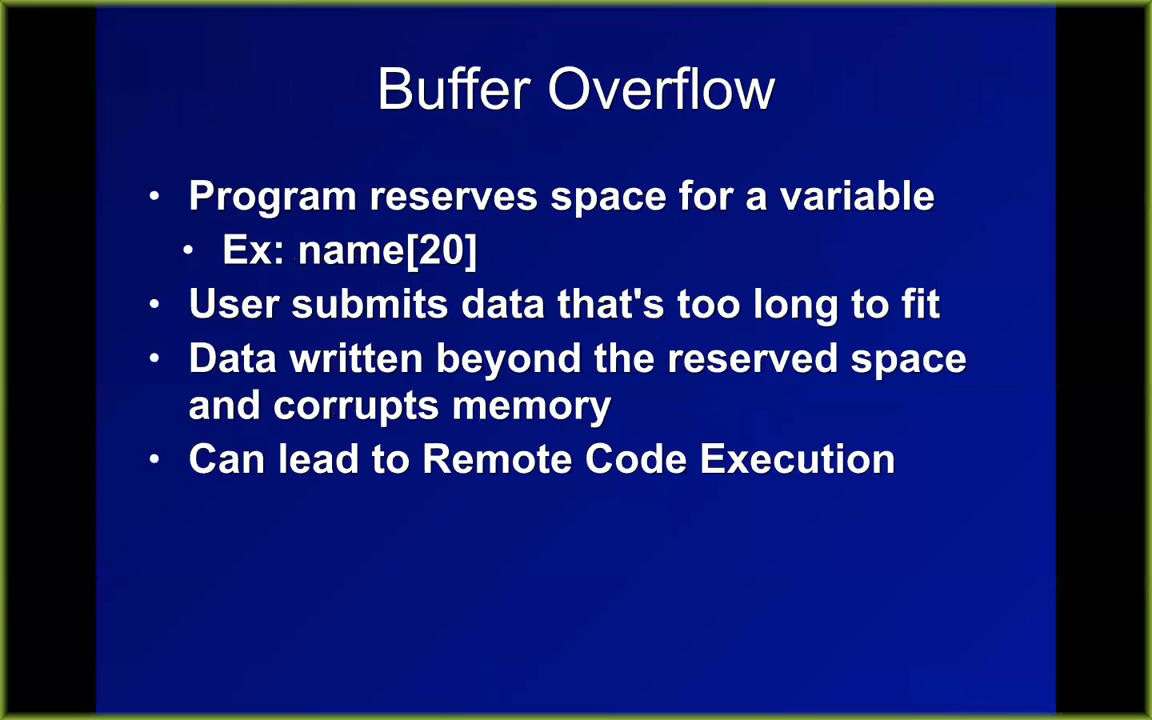 Buffer Overflow
• Program reserves space for a variable
• Ex: name[20]
• User submits data that's too long to fit
• Data written beyond the reserved space
and corrupts memory
• Can lead to Remote Code Execution